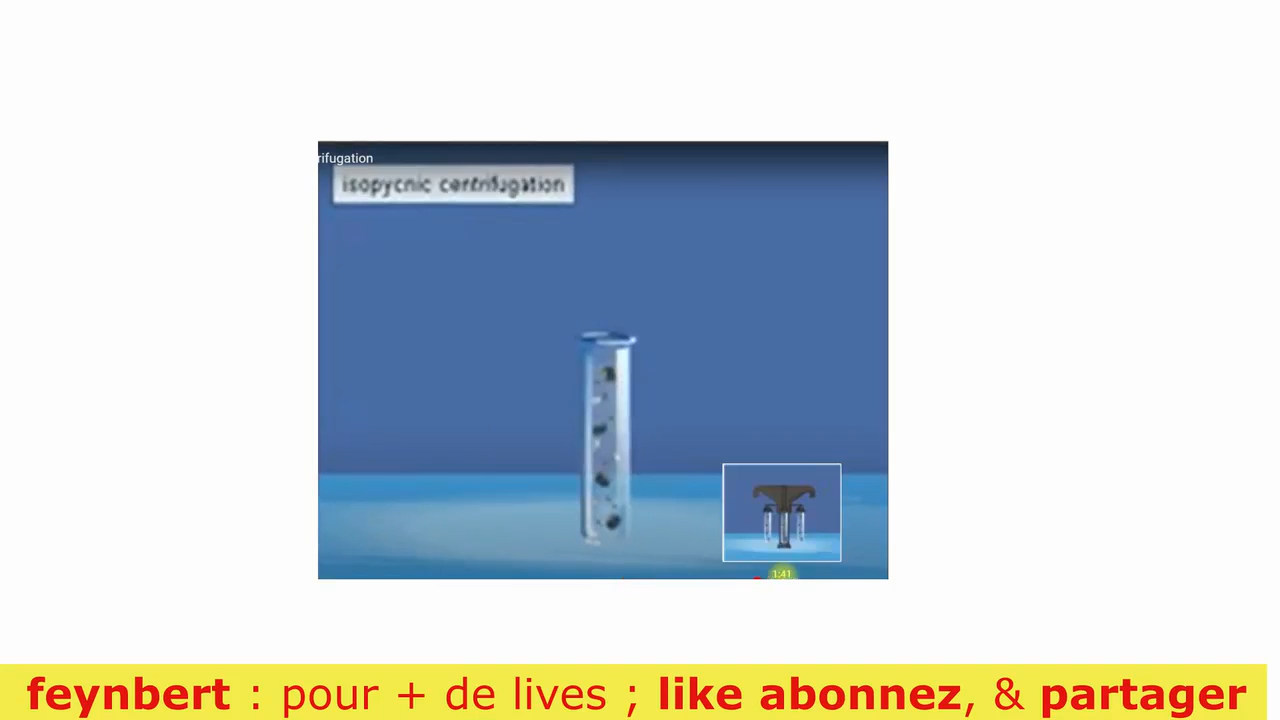 rifugation
isopycnic centrifugation
1:41
feynbert : pour + de lives ; like abonnez, & partager